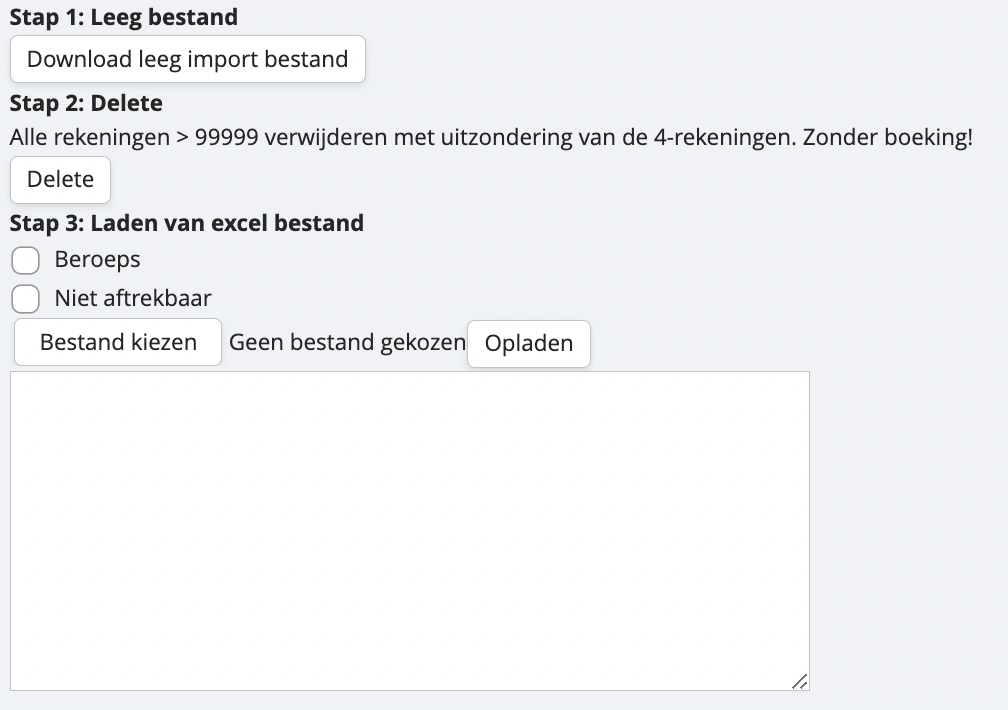 Stap 1: Leeg bestand
Download leeg import bestand
Stap 2: Delete
Alle rekeningen > 99999 verwijderen met uitzondering van de 4-rekeningen. Zonder boeking!
Delete
Stap 3: Laden van excel bestand
Beroeps
Niet aftrekbaar
Bestand kiezen Geen bestand gekozen Opladen